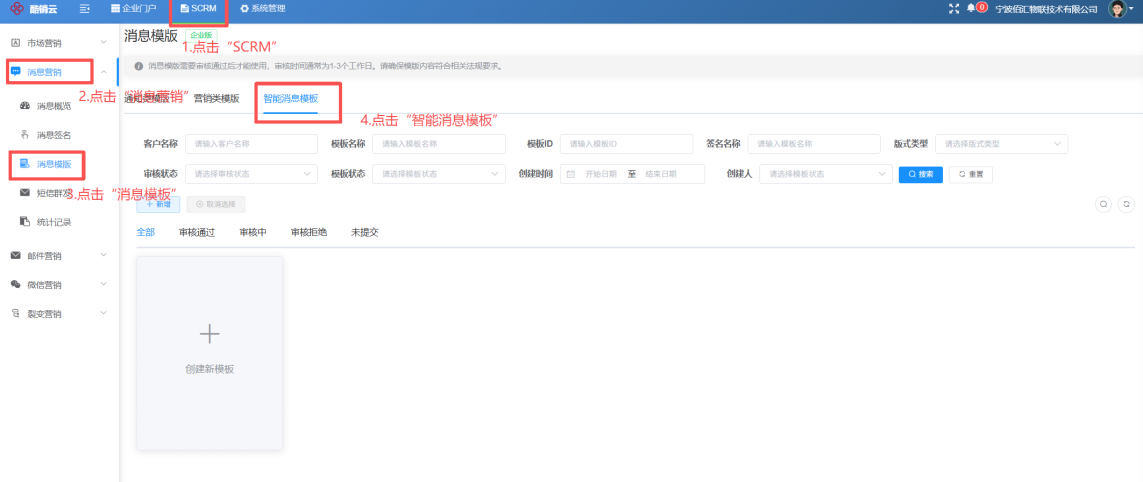 酷销云 企业门户 SCRM 系统管理 0 宁波佰汇物联技术有限公司
市场营销
消息营销
消息概览
消息签名
消息模版
短信群发
统计记录
邮件营销
微信营销
裂变营销
消息模版 企业版
1.点击“SCRM”
消息模版需要审核通过后才能使用，审核时间通常为1-3个工作日。请确保模版内容符合相关法规要求。
2.点击“消息营销”
通知类模版 营销类模版 智能消息模板
4.点击“智能消息模板”
客户名称 请输入客户名称 模板名称 请输入模板名称 模板ID 请输入模板ID 签名名称 请输入模板名称 版式类型 请选择版式类型
审核状态 请选择审核状态 模板状态 请选择模板状态 创建时间 开始日期 至 结束日期 创建人 请选择模板状态 搜索 重置
3.点击“消息模板”
新增 取消选择
全部 审核通过 审核中 审核拒绝 未提交
创建新模板